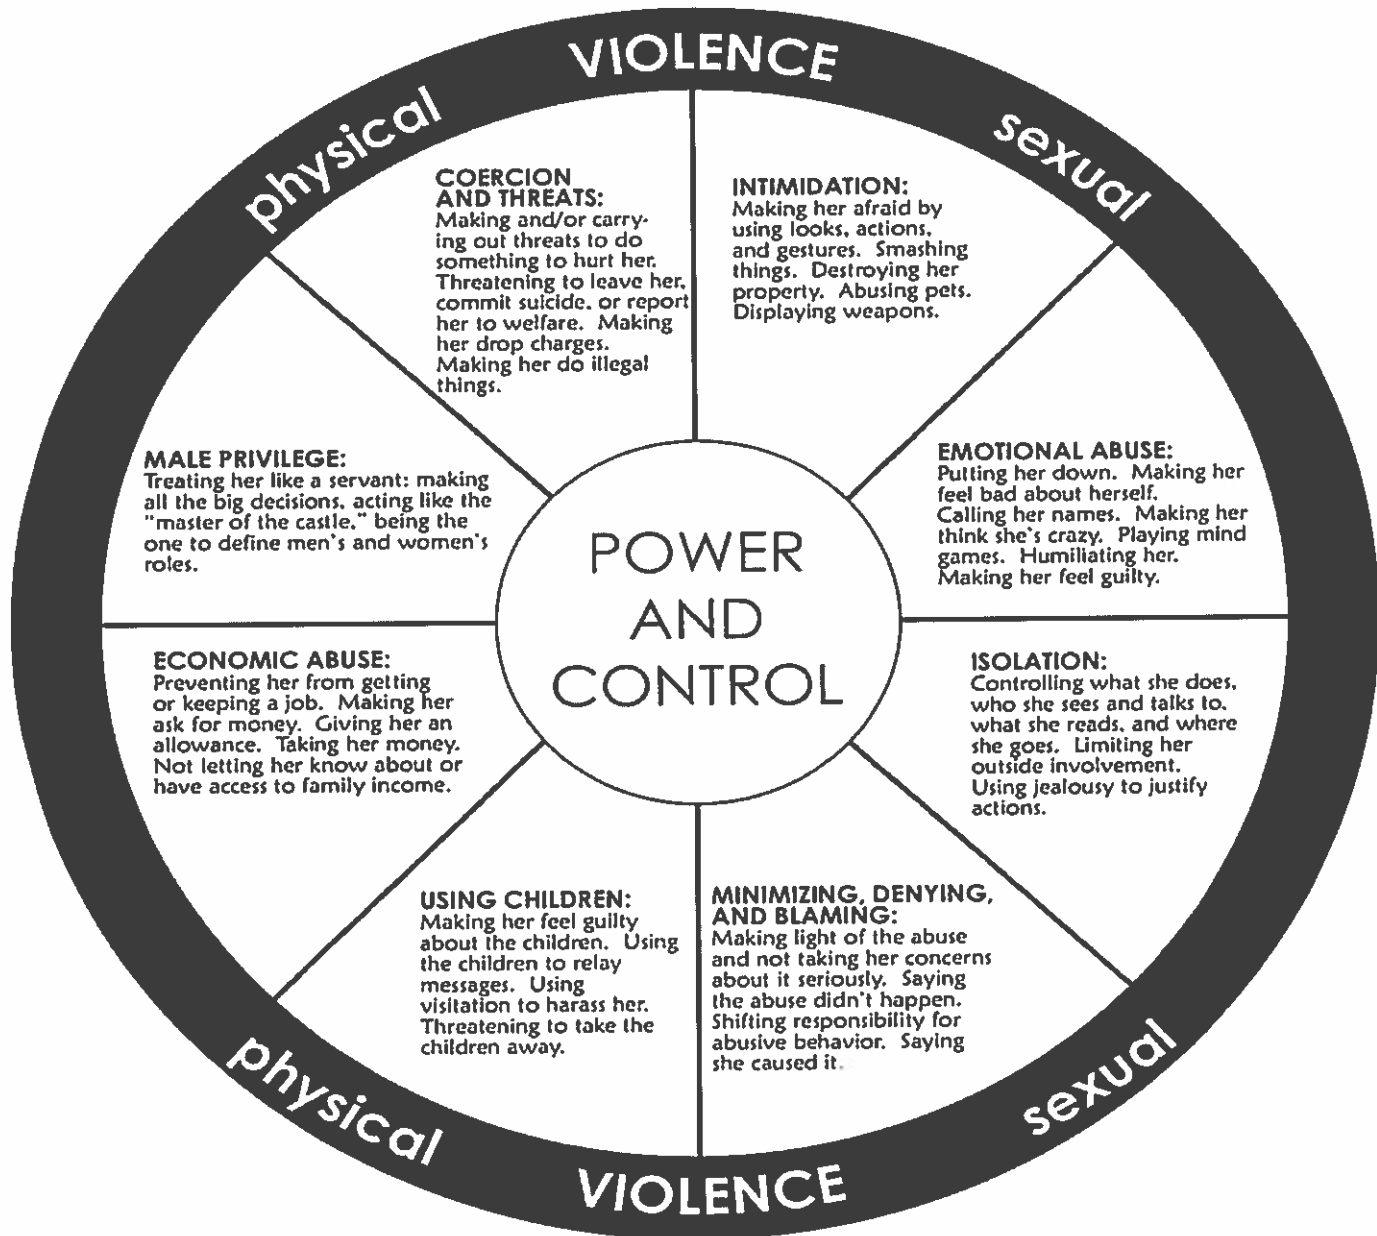 VIOLENCE
physical
sexual
COERCION
AND THREATS:
Making and/or carry-
ing out threats to do
something to hurt her.
Threatening to leave her,
commit suicide, or report
her to welfare. Making
her drop charges.
Making her do illegal
things.
INTIMIDATION:
Making her afraid by
using looks, actions,
and gestures. Smashing
things. Destroying her
property. Abusing pets.
Displaying weapons.
MALE PRIVILEGE:
Treating her like a servant: making
all the big decisions, acting like the
"master of the castle," being the
one to define men's and women's
roles.
EMOTIONAL ABUSE:
Putting her down. Making her
feel bad about herself.
Calling her names. Making her
think she's crazy. Playing mind
games. Humiliating her.
Making her feel guilty.
POWER
AND
CONTROL
ECONOMIC ABUSE:
Preventing her from getting
or keeping a job. Making her
ask for money. Giving her an
allowance. Taking her money.
Not letting her know about or
have access to family income.
ISOLATION:
Controlling what she does,
who she sees and talks to,
what she reads, and where
she goes. Limiting her
outside involvement.
Using jealousy to justify
actions.
USING CHILDREN:
Making her feel guilty
about the children. Using
the children to relay
messages. Using
visitation to harass her.
Threatening to take the
children away.
MINIMIZING, DENYING,
AND BLAMING:
Making light of the abuse
and not taking her concerns
about it seriously. Saying
the abuse didn't happen.
Shifting responsibility for
abusive behavior. Saying
she caused it.
physical
sexual
VIOLENCE